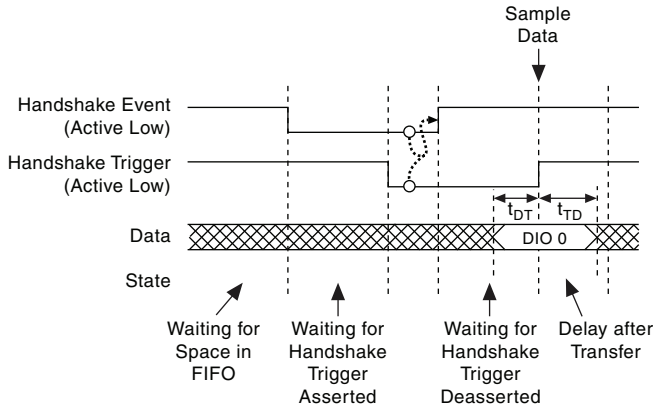 Sample
Data
Handshake Event
(Active Low)
Handshake Trigger
(Active Low)
tDT
tTD
Data
DIO 0
State
Waiting for
Space in
FIFO
Waiting for
Handshake
Trigger
Asserted
Waiting for
Handshake
Trigger
Deasserted
Delay after
Transfer